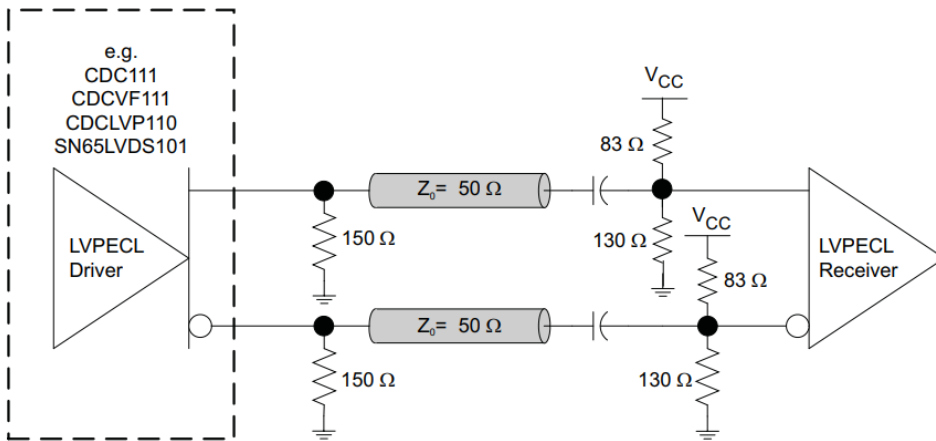 e.g.
CDC111
CDCVF111
CDCLVP110
SN65LVDS101
LVPECL
Driver
150 Ω
Z0= 50 Ω
VCC
83 Ω
130 Ω
VCC
83 Ω
LVPECL
Receiver
Z0= 50 Ω
150 Ω
130 Ω